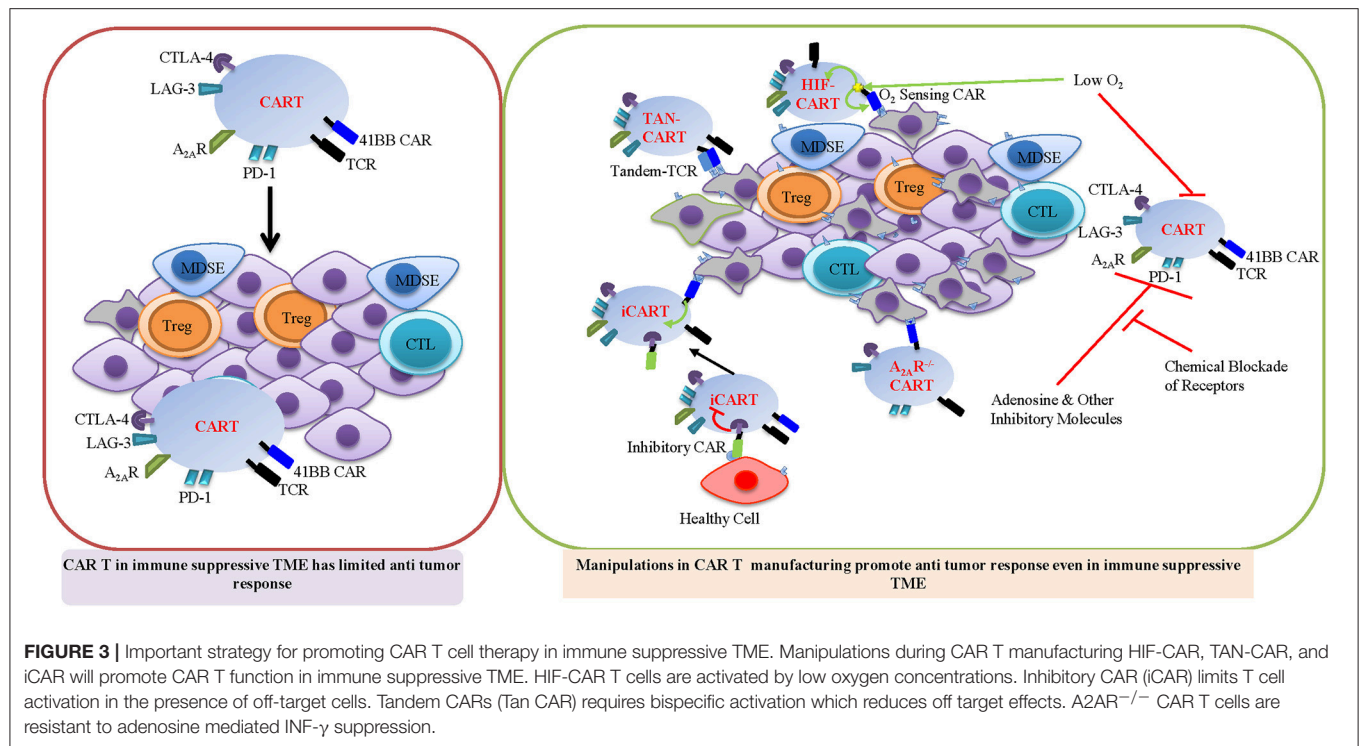 CTLA-4
LAG-3
CART
A2AR
PD-1
41BB CAR
TCR
MDSE
MDSE
Treg
Treg
CTL
CTLA-4
LAG-3
CART
A2AR
PD-1
41BB CAR
TCR
CAR T in immune suppressive TME has limited anti tumor
response
HIF-
CART
O2 Sensing CAR
Low O2
TAN-
CART
Tandem-TCR
MDSE
MDSE
Treg
Treg
CTL
CTL
CTLA-4
LAG-3
CART
A2AR
PD-1
41BB CAR
TCR
iCART
A2AR-/-
CART
Chemical Blockade
of Receptors
Adenosine & Other
Inhibitory Molecules
iCART
Inhibitory CAR
Healthy Cell
Manipulations in CAR T manufacturing promote anti tumor response even in immune suppressive
TME
FIGURE 3 | Important strategy for promoting CAR T cell therapy in immune suppressive TME. Manipulations during CAR T manufacturing HIF-CAR, TAN-CAR, and
iCAR will promote CAR T function in immune suppressive TME. HIF-CAR T cells are activated by low oxygen concentrations. Inhibitory CAR (iCAR) limits T cell
activation in the presence of off-target cells. Tandem CARs (Tan CAR) requires bispecific activation which reduces off target effects. A2AR−/− CAR T cells are
resistant to adenosine mediated INF-γ suppression.